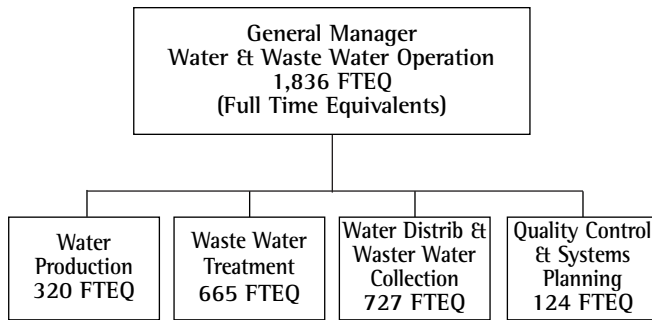 General Manager
Water & Waste Water Operation
1,836 FTEQ
(Full Time Equivalents)
Water
Production
320 FTEQ
Waste Water
Treatment
665 FTEQ
Water Distrib &
Waster Water
Collection
727 FTEQ
Quality Control
& Systems
Planning
124 FTEQ